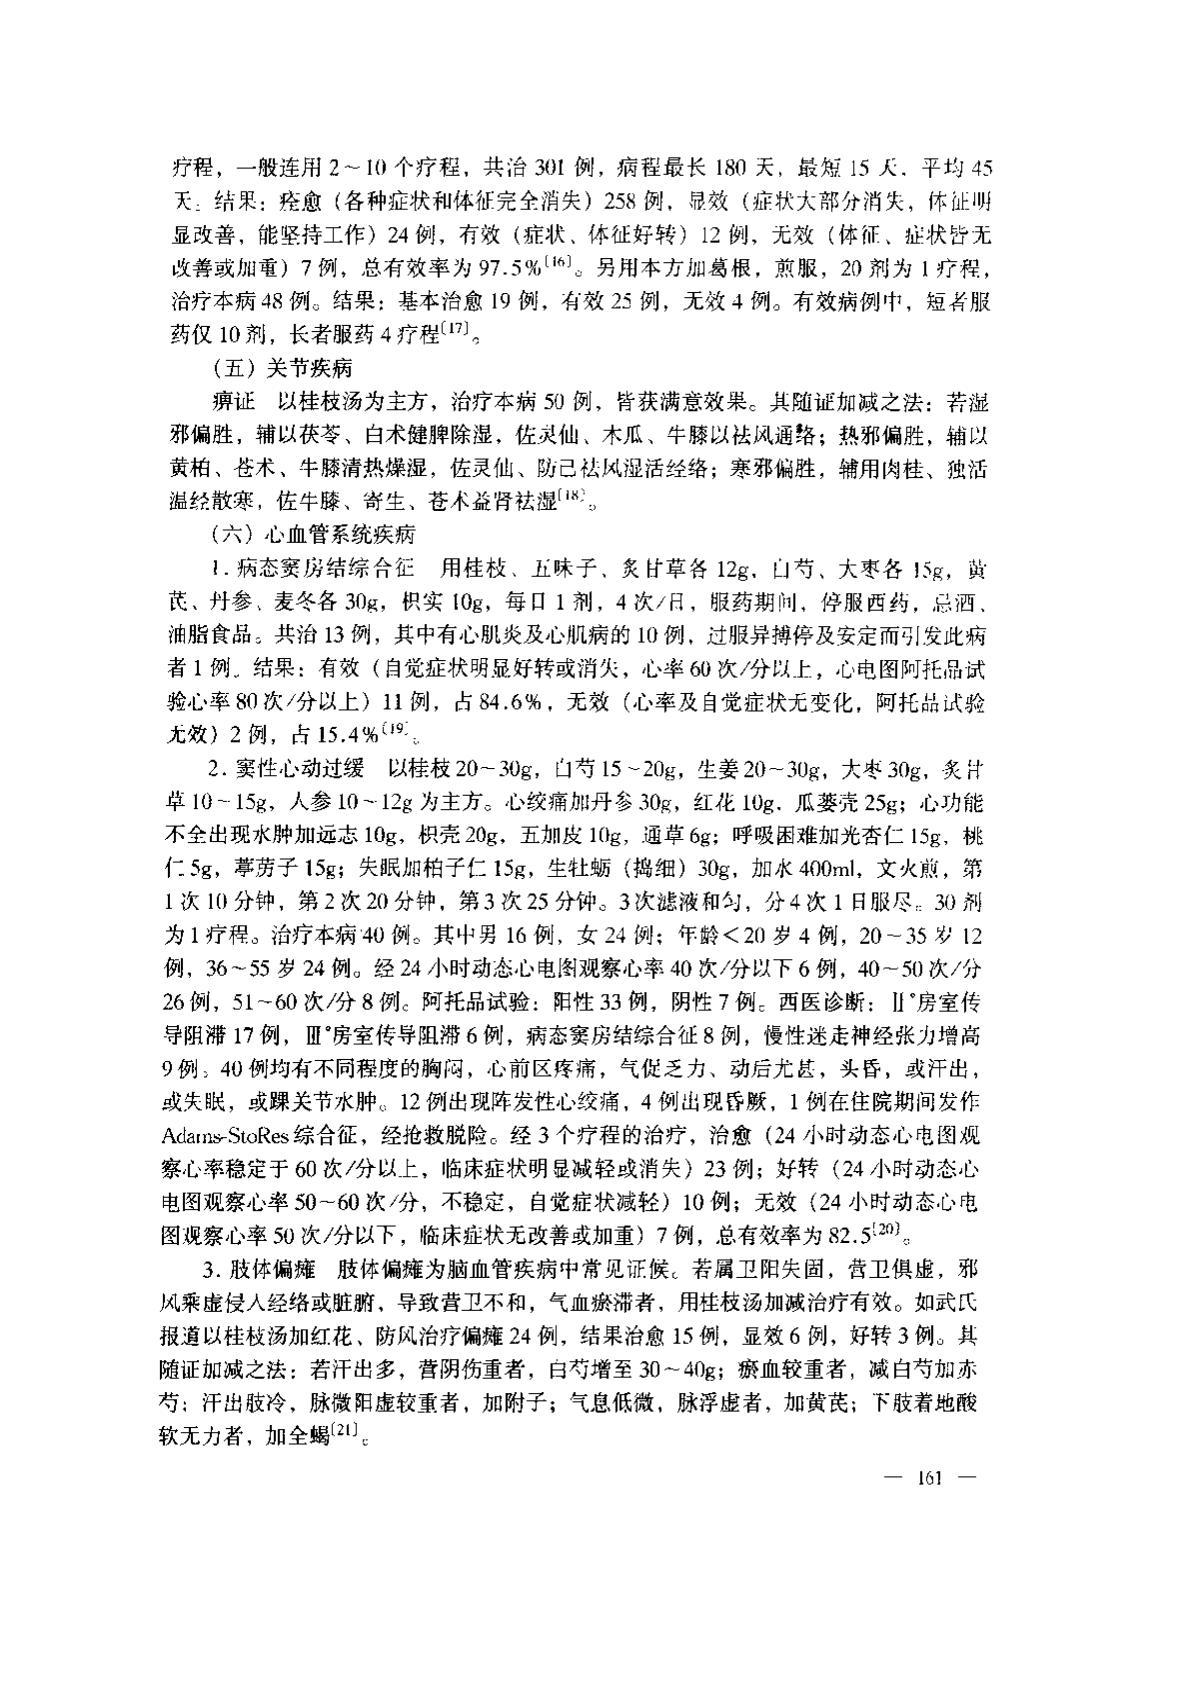 疗程，一般连用 2～10 个疗程，共治 301 例，病程最长 180 天，最短 15 天，平均 45
天。结果：痊愈（各种症状和体征完全消失）258 例，显效（症状大部分消失，体征明
显改善，能坚持工作）24 例，有效（症状、体征好转）12 例，无效（体征、症状皆无
改善或加重）7 例，总有效率为 97.5%〔16〕。另用本方加葛根，煎服，20 剂为 1 疗程，
治疗本病 48 例。结果：基本治愈 19 例，有效 25 例，无效 4 例。有效病例中，短者服
药仅 10 剂，长者服药 4 疗程〔17〕。
（五）关节疾病
痹证　以桂枝汤为主方，治疗本病 50 例，皆获满意效果。其随证加减之法：若湿
邪偏胜，辅以茯苓、白术健脾除湿，佐灵仙、木瓜、牛膝以祛风通络；热邪偏胜，辅以
黄柏、苍术、牛膝清热燥湿，佐灵仙、防己祛风湿活经络；寒邪偏胜，辅用肉桂、独活
温经散寒，佐牛膝、寄生、苍术益肾祛湿〔18〕。
（六）心血管系统疾病
1. 病态窦房结综合征　用桂枝、五味子、炙甘草各 12g，白芍、大枣各 15g，黄
芪、丹参、麦冬各 30g，枳实 10g，每日 1 剂，4 次/日，服药期间，停服西药，忌酒、
油脂食品。共治 13 例，其中有心肌炎及心肌病的 10 例，过服异搏停及安定而引发此病
者 1 例。结果：有效（自觉症状明显好转或消失，心率 60 次/分以上，心电图阿托品试
验心率 80 次/分以上）11 例，占 84.6%，无效（心率及自觉症状无变化，阿托品试验
无效）2 例，占 15.4%〔19〕。
2. 窦性心动过缓　以桂枝 20～30g，白芍 15～20g，生姜 20～30g，大枣 30g，炙甘
草 10～15g，人参 10～12g 为主方。心绞痛加丹参 30g，红花 10g，瓜蒌壳 25g；心功能
不全出现水肿加远志 10g，枳壳 20g，五加皮 10g，通草 6g；呼吸困难加光杏仁 15g，桃
仁 5g，葶苈子 15g；失眠加柏子仁 15g，生牡蛎（捣细）30g，加水 400ml，文火煎，第
1 次 10 分钟，第 2 次 20 分钟，第 3 次 25 分钟。3 次滤液和匀，分 4 次 1 日服尽。30 剂
为 1 疗程。治疗本病 40 例。其中男 16 例，女 24 例；年龄＜20 岁 4 例，20～35 岁 12
例，36～55 岁 24 例。经 24 小时动态心电图观察心率 40 次/分以下 6 例，40～50 次/分
26 例，51～60 次/分 8 例。阿托品试验：阳性 33 例，阴性 7 例。西医诊断：Ⅱ°房室传
导阻滞 17 例，Ⅲ°房室传导阻滞 6 例，病态窦房结综合征 8 例，慢性迷走神经张力增高
9 例。40 例均有不同程度的胸闷，心前区疼痛，气促乏力、动后尤甚，头昏，或汗出，
或失眠，或踝关节水肿。12 例出现阵发性心绞痛，4 例出现昏厥，1 例在住院期间发作
Adams-StoRes 综合征，经抢救脱险。经 3 个疗程的治疗，治愈（24 小时动态心电图观
察心率稳定于 60 次/分以上，临床症状明显减轻或消失）23 例；好转（24 小时动态心
电图观察心率 50～60 次/分，不稳定，自觉症状减轻）10 例；无效（24 小时动态心电
图观察心率 50 次/分以下，临床症状无改善或加重）7 例，总有效率为 82.5〔20〕。
3. 肢体偏瘫　肢体偏瘫为脑血管疾病中常见证候。若属卫阳失固，营卫俱虚，邪
风乘虚侵入经络或脏腑，导致营卫不和，气血瘀滞者，用桂枝汤加减治疗有效。如武氏
报道以桂枝汤加红花、防风治疗偏瘫 24 例，结果治愈 15 例，显效 6 例，好转 3 例。其
随证加减之法：若汗出多，营阴伤重者，白芍增至 30～40g；瘀血较重者，减白芍加赤
芍；汗出肢冷，脉微阳虚较重者，加附子；气息低微，脉浮虚者，加黄芪；下肢着地酸
软无力者，加全蝎〔21〕。
— 161 —